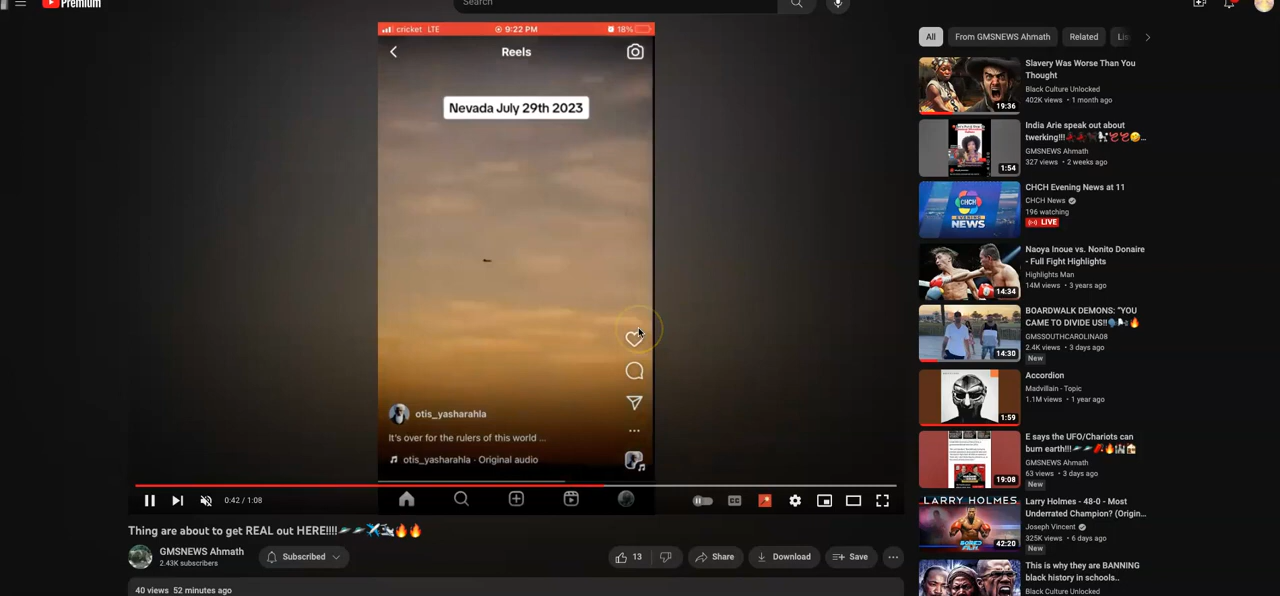 Premium
Search
cricket LTE
9:22 PM
18%
Reels
Nevada July 29th 2023
otis_yasharahla
It's over for the rulers of this world ...
otis_yasharahla · Original audio
0:42 / 1:08
Thing are about to get REAL out HERE!!!!
GMSNEWS Ahmath
2.43K subscribers
Subscribed
13
Share
Download
Save
40 views 52 minutes ago
All
From GMSNEWS Ahmath
Related
19:36
Slavery Was Worse Than You
Thought
Black Culture Unlocked
402K views • 1 month ago
1:54
India Arie speak out about
twerking!!!
GMSNEWS Ahmath
327 views • 2 weeks ago
CHCH
EVENING
NEWS
CHCH Evening News at 11
CHCH News
196 watching
LIVE
14:34
Naoya Inoue vs. Nonito Donaire
- Full Fight Highlights
Highlights Man
14M views • 3 years ago
14:30
BOARDWALK DEMONS: "YOU
CAME TO DIVIDE US!!
GMSSOUTHCAROLINA08
2.4K views • 3 days ago
New
1:59
Accordion
Madvillain - Topic
1.1M views • 1 year ago
19:08
E says the UFO/Chariots can
burn earth!!!
GMSNEWS Ahmath
63 views • 3 days ago
New
LARRY HOLMES
42:20
Larry Holmes - 48-0 - Most
Underrated Champion? (Origin...
Joseph Vincent
325K views • 6 days ago
New
This is why they are BANNING
black history in schools..
Black Culture Unlocked